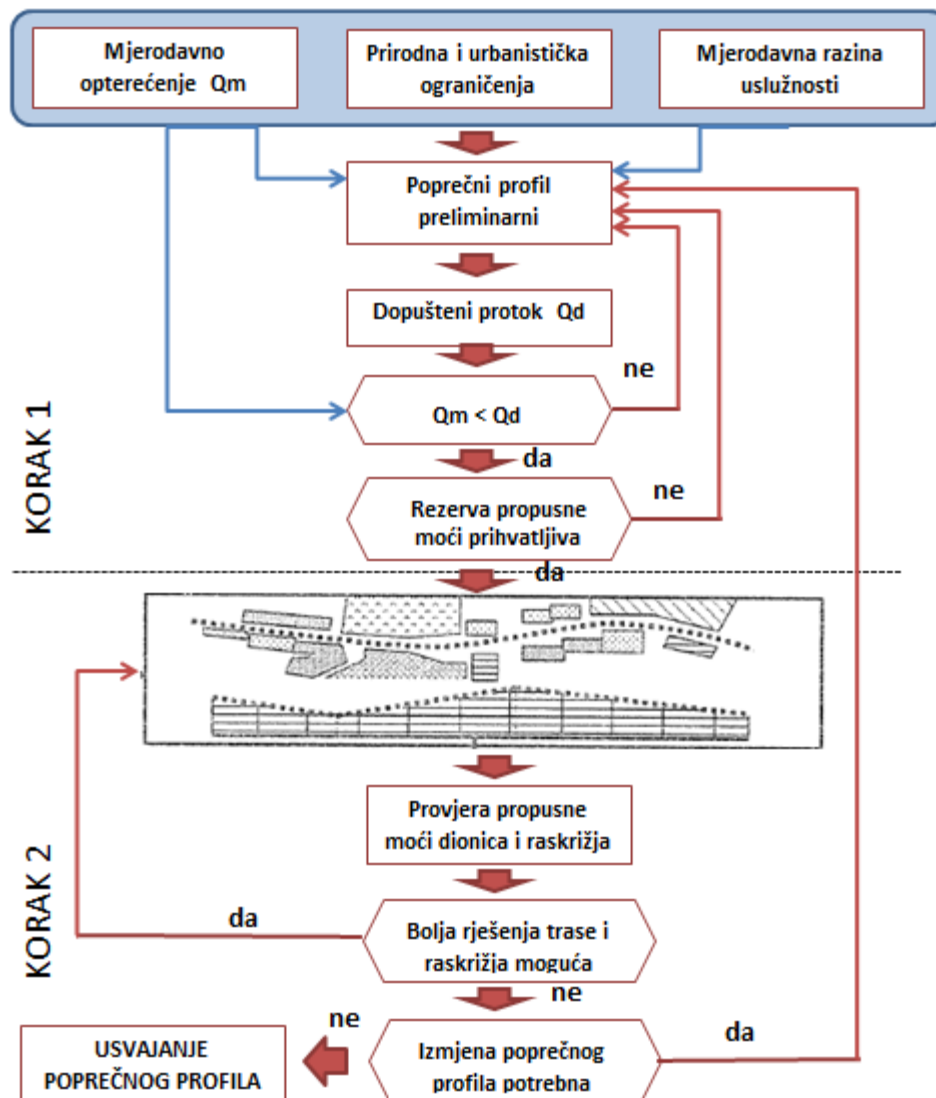 Mjerodavno
opterećenje Qm
Prirodna i urbanistička
ograničenja
Mjerodavna razina
uslužnosti
Poprečni profil
preliminarni
Dopušteni protok Qd
ne
Qm < Qd
da
ne
Rezerva propusne
moći prihvatljiva
da
KORAK 1
Provjera propusne
moći dionica i raskrižja
KORAK 2
da
Bolja rješenja trase i
raskrižja moguća
ne
ne
da
USVAJANJE
POPREČNOG PROFILA
Izmjena poprečnog
profila potrebna